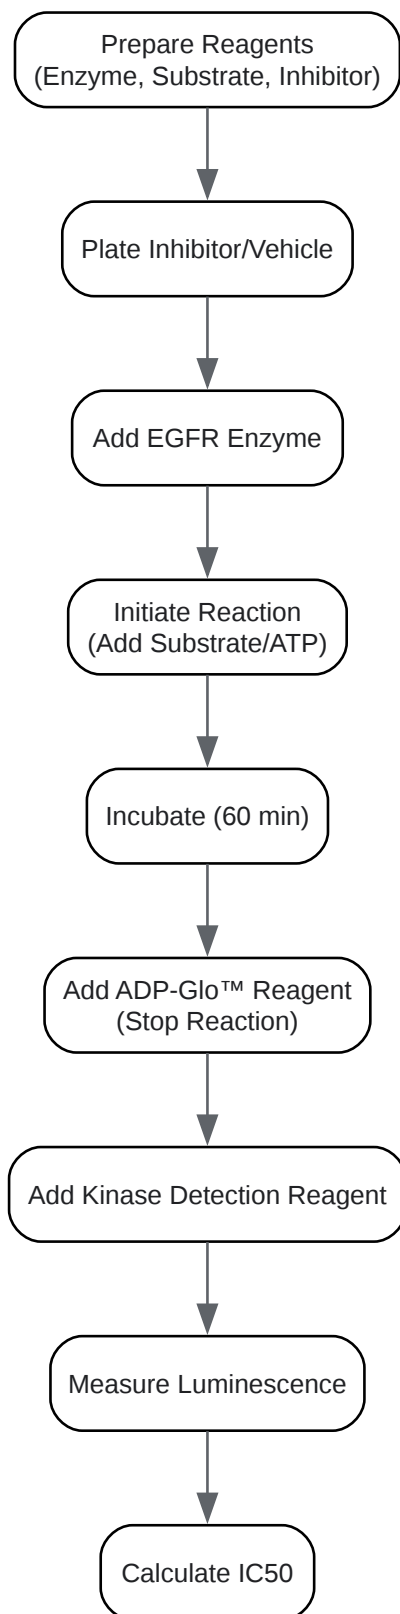 Prepare Reagents
(Enzyme, Substrate, Inhibitor)
Plate Inhibitor/Vehicle
Add EGFR Enzyme
Initiate Reaction
(Add Substrate/ATP)
Incubate (60 min)
Add ADP-Glo™ Reagent
(Stop Reaction)
Add Kinase Detection Reagent
Measure Luminescence
Calculate IC50